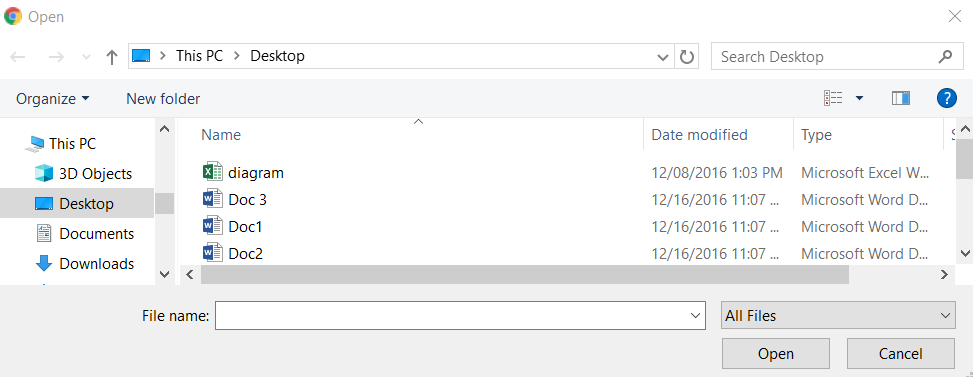 Open
This PC > Desktop
Search Desktop
Organize
New folder
?
This PC
3D Objects
Desktop
Documents
Downloads
Name Date modified Type S
diagram 12/08/2016 1:03 PM Microsoft Excel W...
Doc 3 12/16/2016 11:07 ... Microsoft Word D...
Doc1 12/16/2016 11:07 ... Microsoft Word D...
Doc2 12/16/2016 11:07 ... Microsoft Word D...
File name:
All Files
Open
Cancel